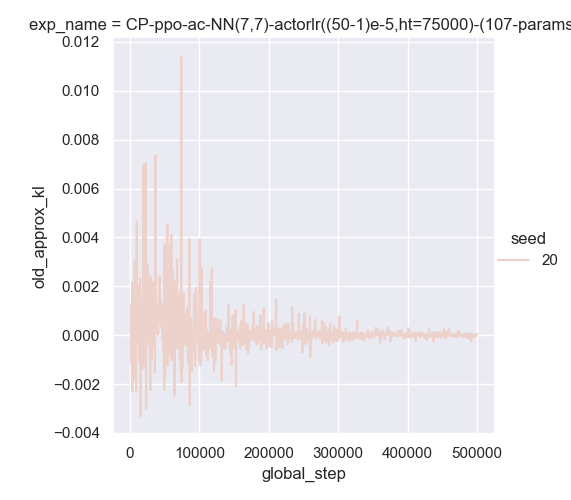 exp_name = CP-ppo-ac-NN(7,7)-actorlr((50-1)e-5,ht=75000)-(107-params
0.012
0.010
0.008
0.006
0.004
0.002
0.000
−0.002
−0.004
old_approx_kl
0 100000 200000 300000 400000 500000
global_step
seed
20